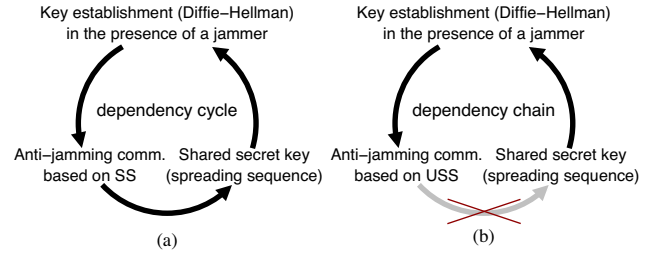 Key establishment (Diffie−Hellman)
in the presence of a jammer
dependency cycle
Anti−jamming comm.
based on SS
Shared secret key
(spreading sequence)
(a)
Key establishment (Diffie−Hellman)
in the presence of a jammer
dependency chain
Anti−jamming comm.
based on USS
Shared secret key
(spreading sequence)
(b)